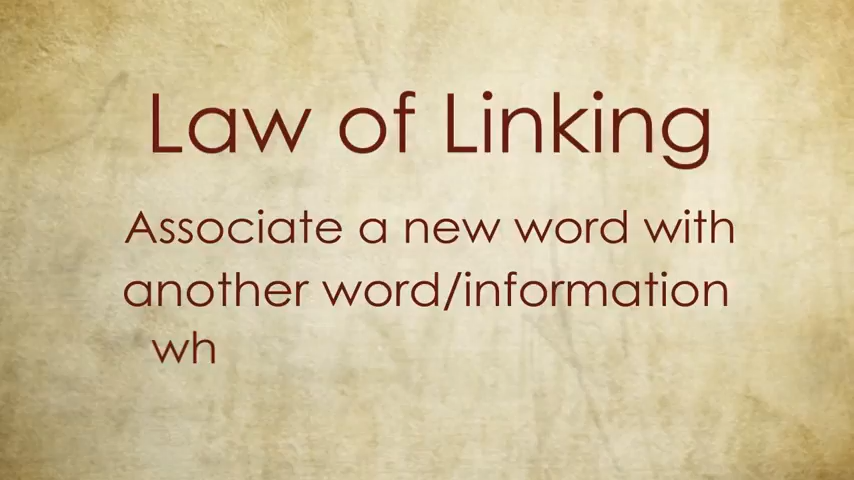 Law of Linking
Associate a new word with
another word/information
wh